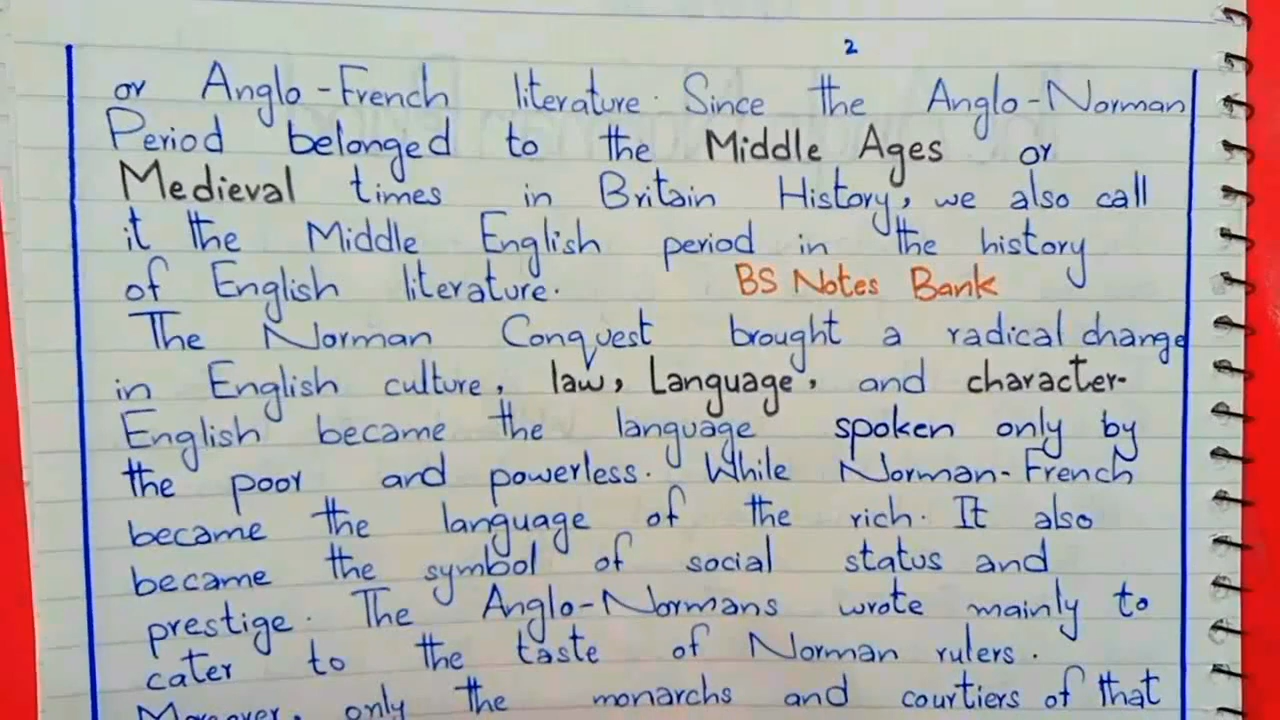 2
or Anglo-French literature. Since the Anglo-Norman
Period belonged to the Middle Ages or
Medieval times in Britain History, we also call
it the Middle English period in the history
of English literature. BS Notes Bank
The Norman Conquest brought a radical change
in English culture, law, Language, and character-
English became the language spoken only by
the poor and powerless. While Norman-French
became the language of the rich. It also
became the symbol of social status and
prestige. The Anglo-Normans wrote mainly to
cater to the taste of Norman rulers.
Moreover, only the monarchs and courtiers of that